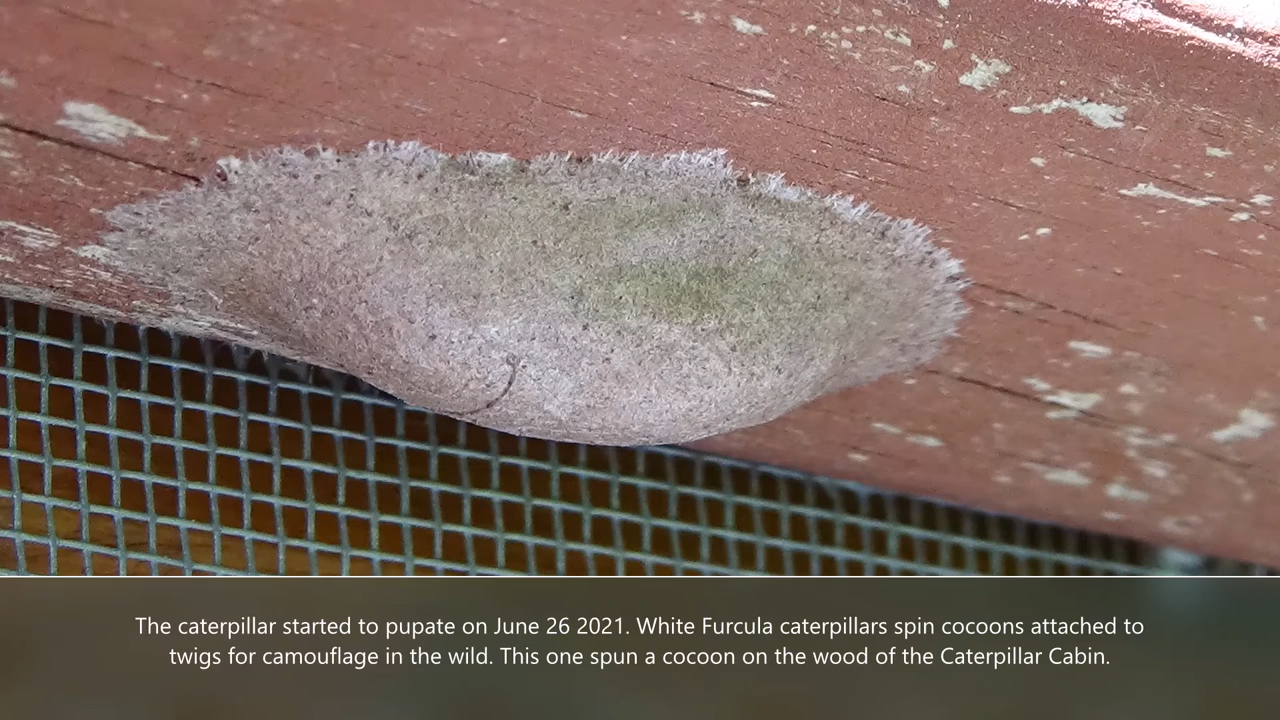 The caterpillar started to pupate on June 26 2021. White Furcula caterpillars spin cocoons attached to
twigs for camouflage in the wild. This one spun a cocoon on the wood of the Caterpillar Cabin.